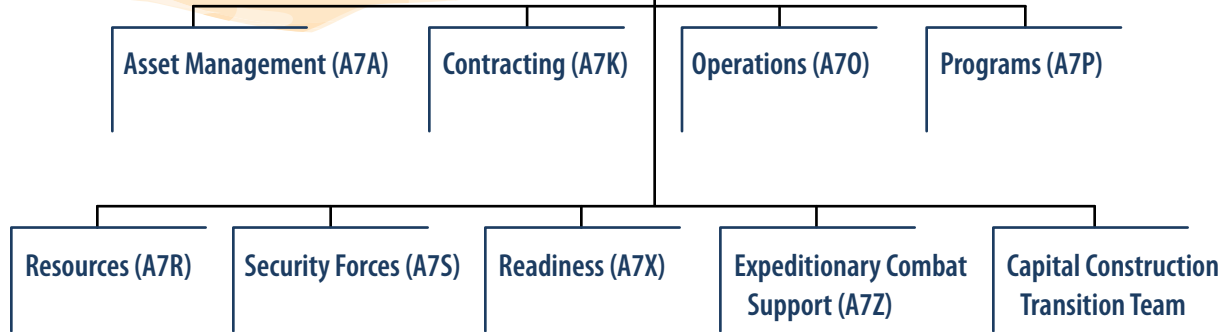 Asset Management (A7A)
Contracting (A7K)
Operations (A7O)
Programs (A7P)
Resources (A7R)
Security Forces (A7S)
Readiness (A7X)
Expeditionary Combat
Support (A7Z)
Capital Construction
Transition Team